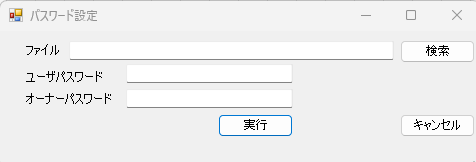 パスワード設定
ファイル 検索
ユーザパスワード
オーナーパスワード
実行 キャンセル